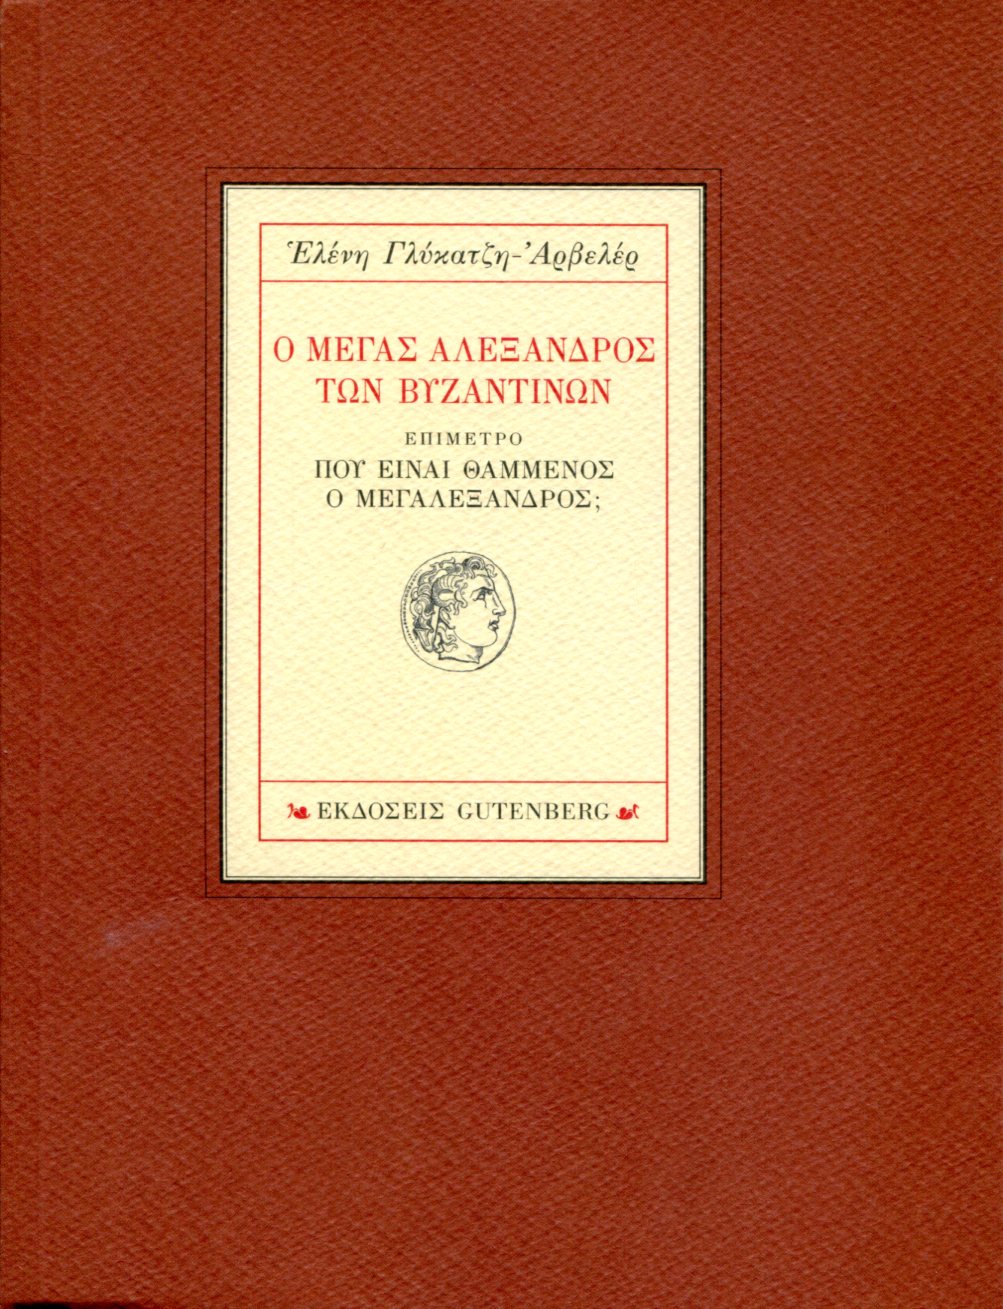 Ἑλένη Γλύκατζη-Ἀρβελέρ
Ο ΜΕΓΑΣ ΑΛΕΞΑΝΔΡΟΣ
ΤΩΝ ΒΥΖΑΝΤΙΝΩΝ
ΕΠΙΜΕΤΡΟ
ΠΟΥ ΕΙΝΑΙ ΘΑΜΜΕΝΟΣ
Ο ΜΕΓΑΛΕΞΑΝΔΡΟΣ;
ΕΚΔΟΣΕΙΣ GUTENBERG